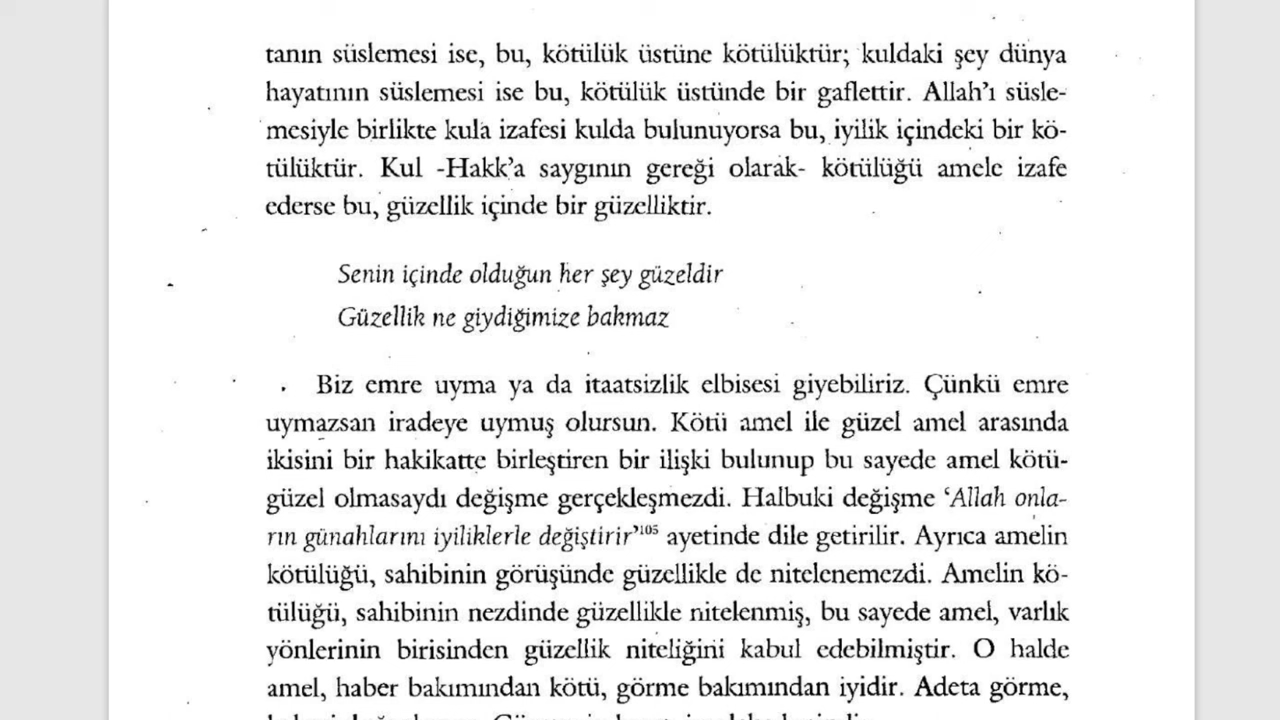 tanın süslemesi ise, bu, kötülük üstüne kötülüktür; kuldaki şey dünya
hayatının süslemesi ise bu, kötülük üstünde bir gaflettir. Allah'ı süsle-
mesiyle birlikte kula izafesi kulda bulunuyorsa bu, iyilik içindeki bir kö-
tülüktür. Kul -Hakk'a saygının gereği olarak- kötülüğü amele izafe
ederse bu, güzellik içinde bir güzelliktir.
Senin içinde olduğun her şey güzeldir
Güzellik ne giydiğimize bakmaz
Biz emre uyma ya da itaatsizlik elbisesi giyebiliriz. Çünkü emre
uymazsan iradeye uymuş olursun. Kötü amel ile güzel amel arasında
ikisini bir hakikatte birleştiren bir ilişki bulunup bu sayede amel kötü-
güzel olmasaydı değişme gerçekleşmezdi. Halbuki değişme ‘Allah onla-
rın günahlarını iyiliklerle değiştirir’¹⁰⁵ ayetinde dile getirilir. Ayrıca amelin
kötülüğü, sahibinin görüşünde güzellikle de nitelenemezdi. Amelin kö-
tülüğü, sahibinin nezdinde güzellikle nitelenmiş, bu sayede amel, varlık
yönlerinin birisinden güzellik niteliğini kabul edebilmiştir. O halde
amel, haber bakımından kötü, görme bakımından iyidir. Adeta görme,